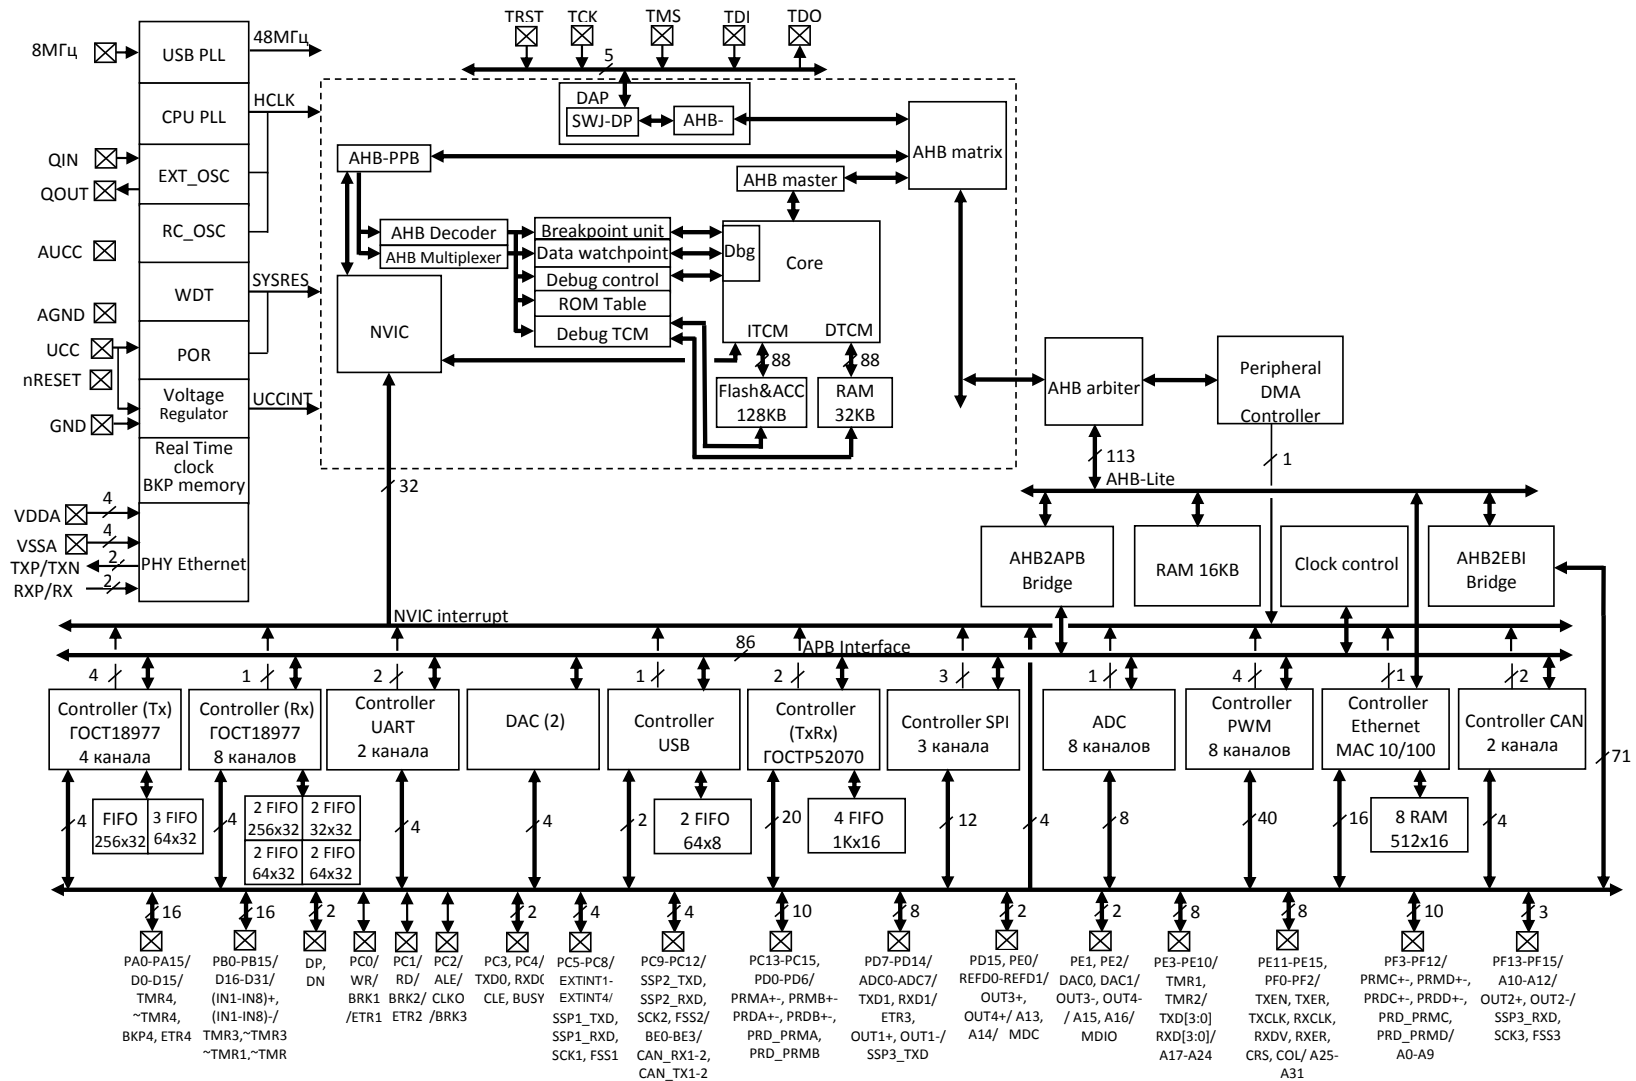 TRST TCK TMS TDI TDO
8МГц
USB PLL
48МГц
5
CPU PLL
HCLK
DAP
SWJ-DP
AHB-
AHB matrix
QIN
QOUT
EXT_OSC
AHB-PPB
AHB master
RC_OSC
AUCC
AHB Decoder
AHB Multiplexer
Breakpoint unit
Data watchpoint
Debug control
ROM Table
Debug TCM
Dbg
Core
ITCM DTCM
WDT
SYSRES
AGND
NVIC
UCC
POR
nRESET
Voltage
Regulator
UCCINT
GND
88
88
Flash&ACC
128KB
RAM
32KB
AHB arbiter
Peripheral
DMA
Controller
Real Time
clock
BKP memory
32
113
AHB-Lite
1
VDDA
4
VSSA
4
TXP/TXN
2
RXP/RX
2
PHY Ethernet
AHB2APB
Bridge
RAM 16KB
Clock control
AHB2EBI
Bridge
NVIC interrupt
86
APB Interface
4
1
2
1
2
3
1
4
1
2
Controller (Tx)
ГОСТ18977
4 канала
Controller (Rx)
ГОСТ18977
8 каналов
Controller
UART
2 канала
DAC (2)
Controller
USB
Controller
(TxRx)
ГОСТР52070
Controller SPI
3 канала
ADC
8 каналов
Controller
PWM
8 каналов
Controller
Ethernet
MAC 10/100
Controller CAN
2 канала
71
4
FIFO
256x32
3 FIFO
64x32
4
2 FIFO
256x32
2 FIFO
32x32
2 FIFO
64x32
2 FIFO
64x32
4
4
2
2 FIFO
64x8
20
4 FIFO
1Kx16
12
4
8
40
16
8 RAM
512x16
4
16
16
2
2
4
4
10
8
2
2
8
8
10
3
PA0-PA15/
D0-D15/
TMR4,
~TMR4,
BKP4, ETR4
PB0-PB15/
D16-D31/
(IN1-IN8)+,
(IN1-IN8)-/
TMR3,~TMR3
~TMR1,~TMR
DP,
DN
PC0/
WR/
BRK1
/ETR1
PC1/
RD/
BRK2/
ETR2
PC2/
ALE/
CLKO
/BRK3
PC3, PC4/
TXD0, RXD0
CLE, BUSY
PC5-PC8/
EXTINT1-
EXTINT4/
SSP1_TXD,
SSP1_RXD,
SCK1, FSS1
PC9-PC12/
SSP2_TXD,
SSP2_RXD,
SCK2, FSS2/
BE0-BE3/
CAN_RX1-2,
CAN_TX1-2
PC13-PC15,
PD0-PD6/
PRMA+-, PRMB+-
PRDA+-, PRDB+-,
PRD_PRMA,
PRD_PRMB
PD7-PD14/
ADC0-ADC7/
TXD1, RXD1/
ETR3,
OUT1+, OUT1-/
SSP3_TXD
PD15, PE0/
REFD0-REFD1/
OUT3+,
OUT4+/ A13,
A14/ MDC
PE1, PE2/
DAC0, DAC1/
OUT3-, OUT4-
/ A15, A16/
MDIO
PE3-PE10/
TMR1,
TMR2/
TXD[3:0]
RXD[3:0]/
A17-A24
PE11-PE15,
PF0-PF2/
TXEN, TXER,
TXCLK, RXCLK,
RXDV, RXER,
CRS, COL/ A25-
A31
PF3-PF12/
PRMC+-, PRMD+-,
PRDC+-, PRDD+-,
PRD_PRMC,
PRD_PRMD/
A0-A9
PF13-PF15/
A10-A12/
OUT2+, OUT2-/
SSP3_RXD,
SCK3, FSS3